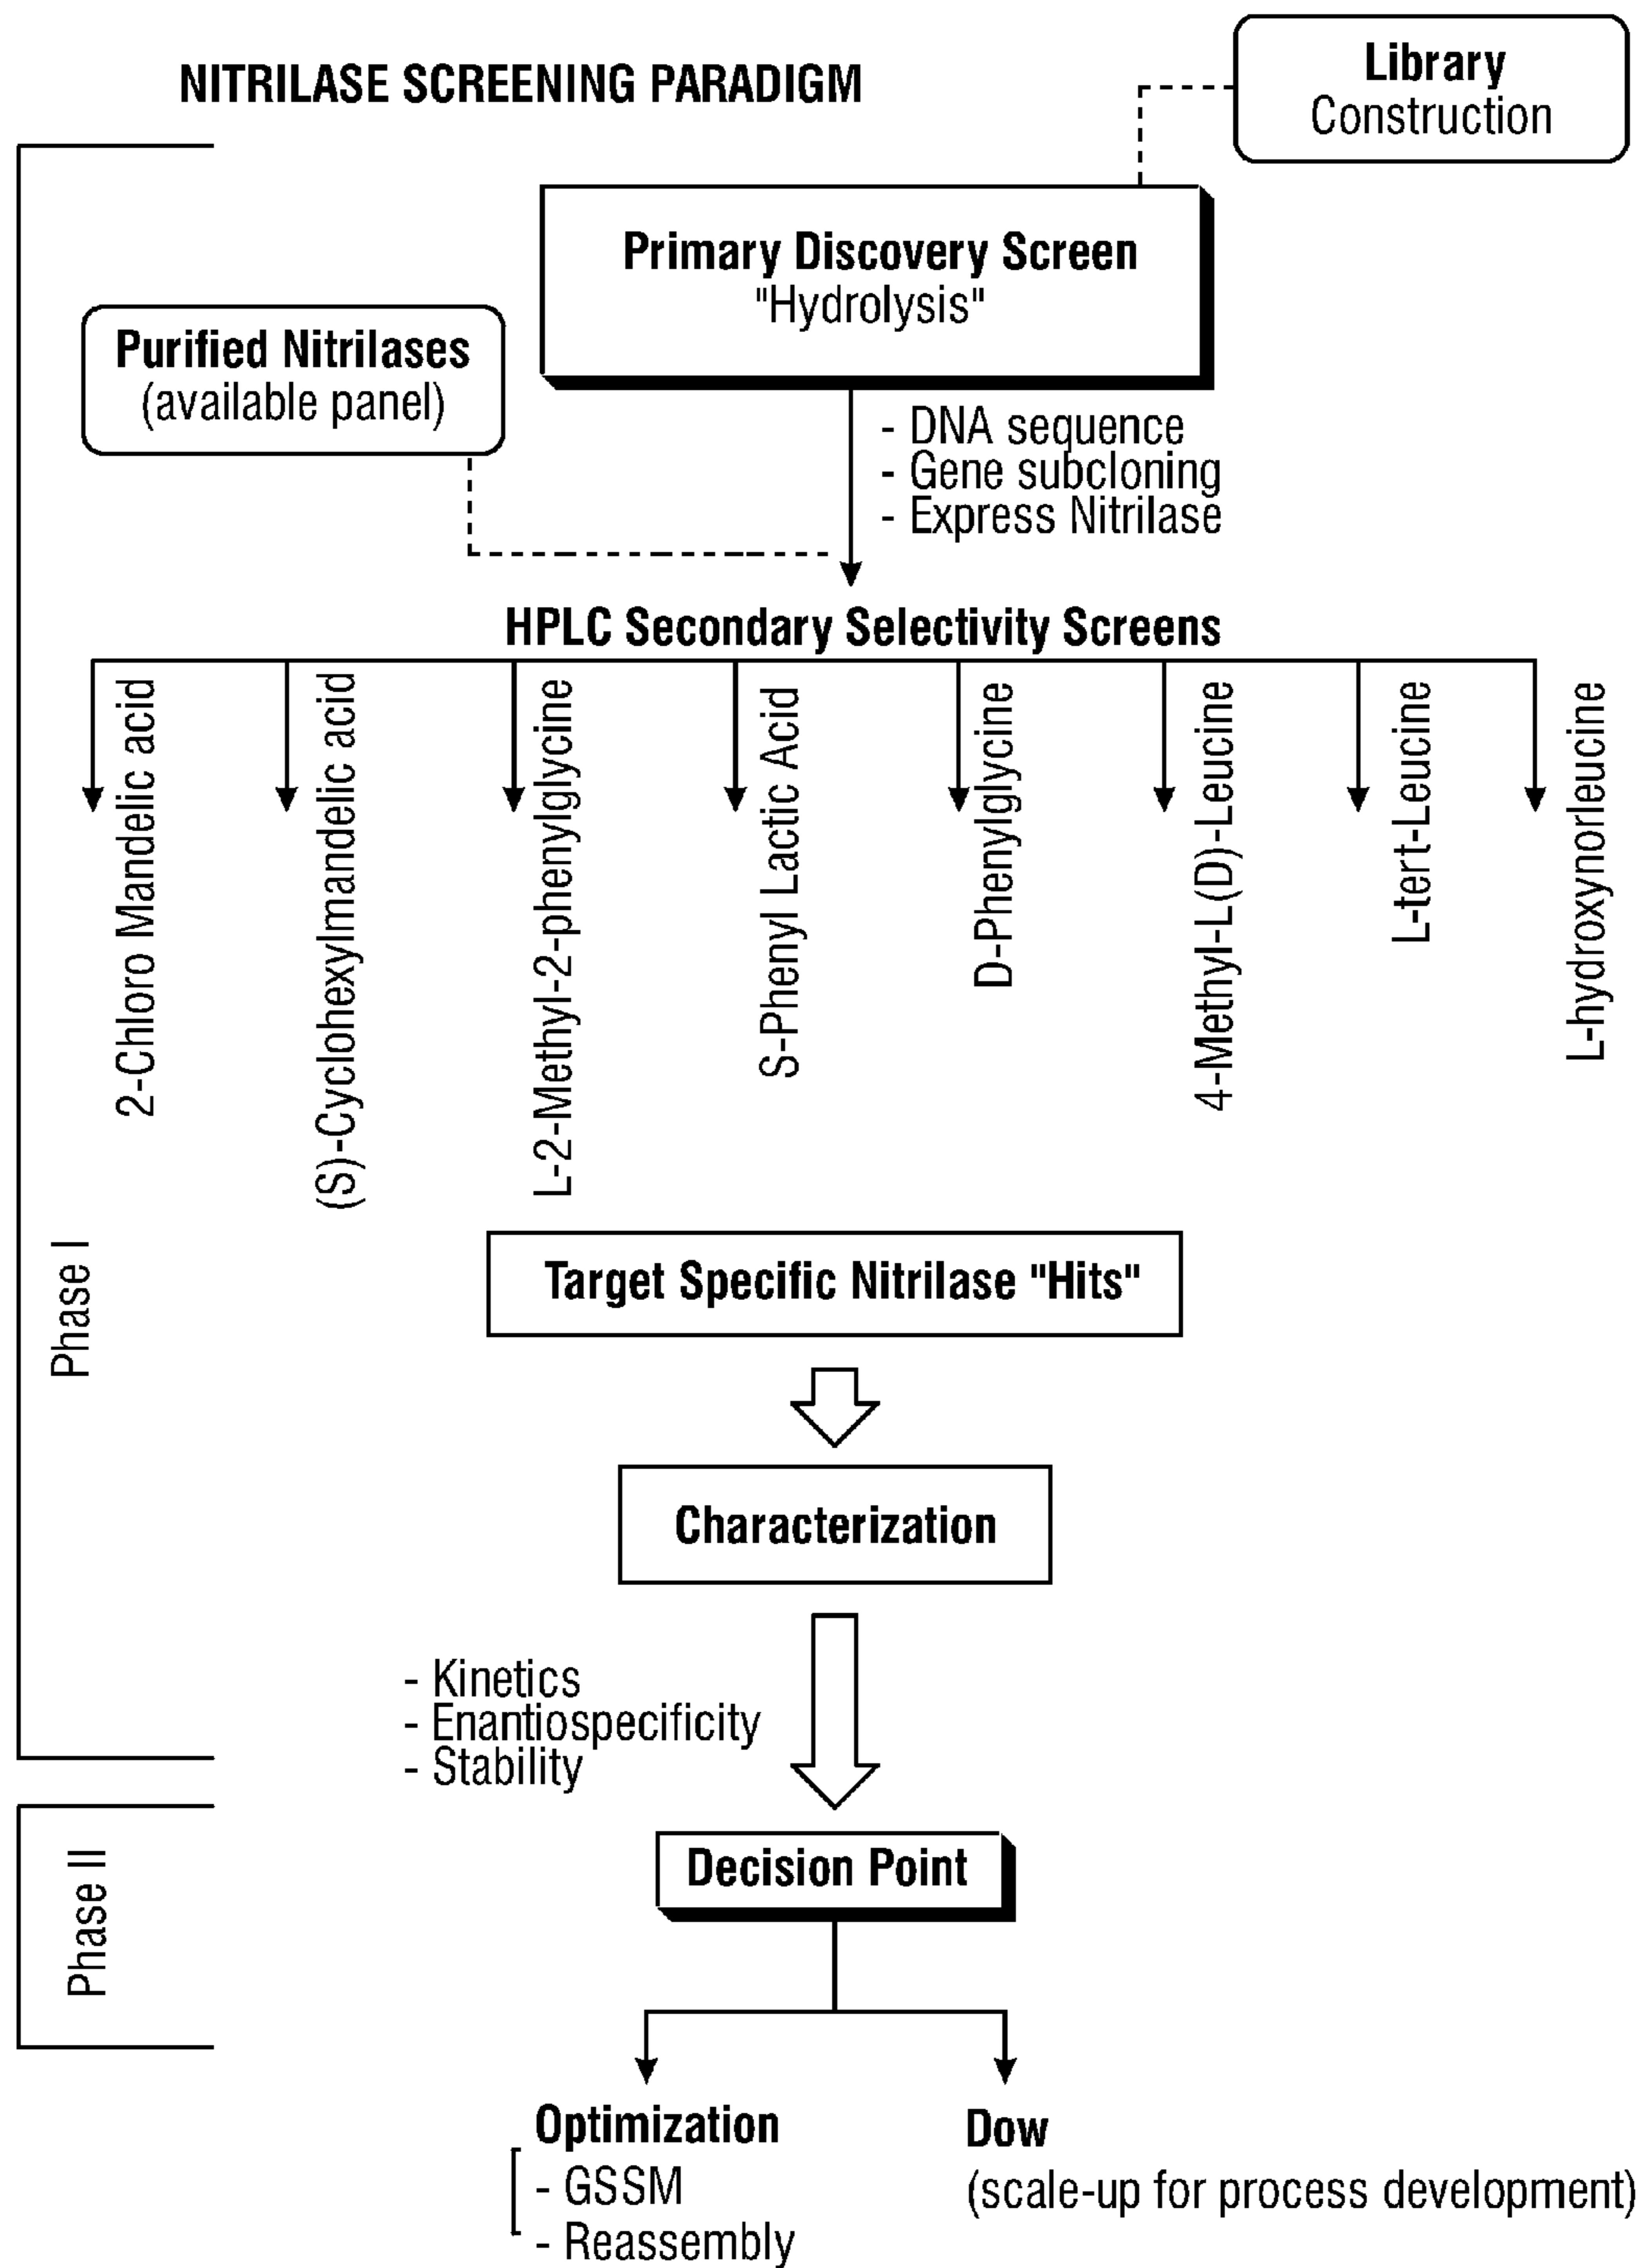 NITRILASE SCREENING PARADIGM
Library
Construction
Primary Discovery Screen
"Hydrolysis"
Purified Nitrilases
(available panel)
- DNA sequence
- Gene subcloning
- Express Nitrilase
HPLC Secondary Selectivity Screens
2-Chloro Mandelic acid
(S)-Cyclohexylmandelic acid
L-2-Methyl-2-phenylglycine
S-Phenyl Lactic Acid
D-Phenylglycine
4-Methyl-L(D)-Leucine
L-tert-Leucine
L-hydroxynorleucine
Phase I
Target Specific Nitrilase "Hits"
Characterization
- Kinetics
- Enantiospecificity
- Stability
Phase II
Decision Point
Optimization
- GSSM
- Reassembly
Dow
(scale-up for process development)